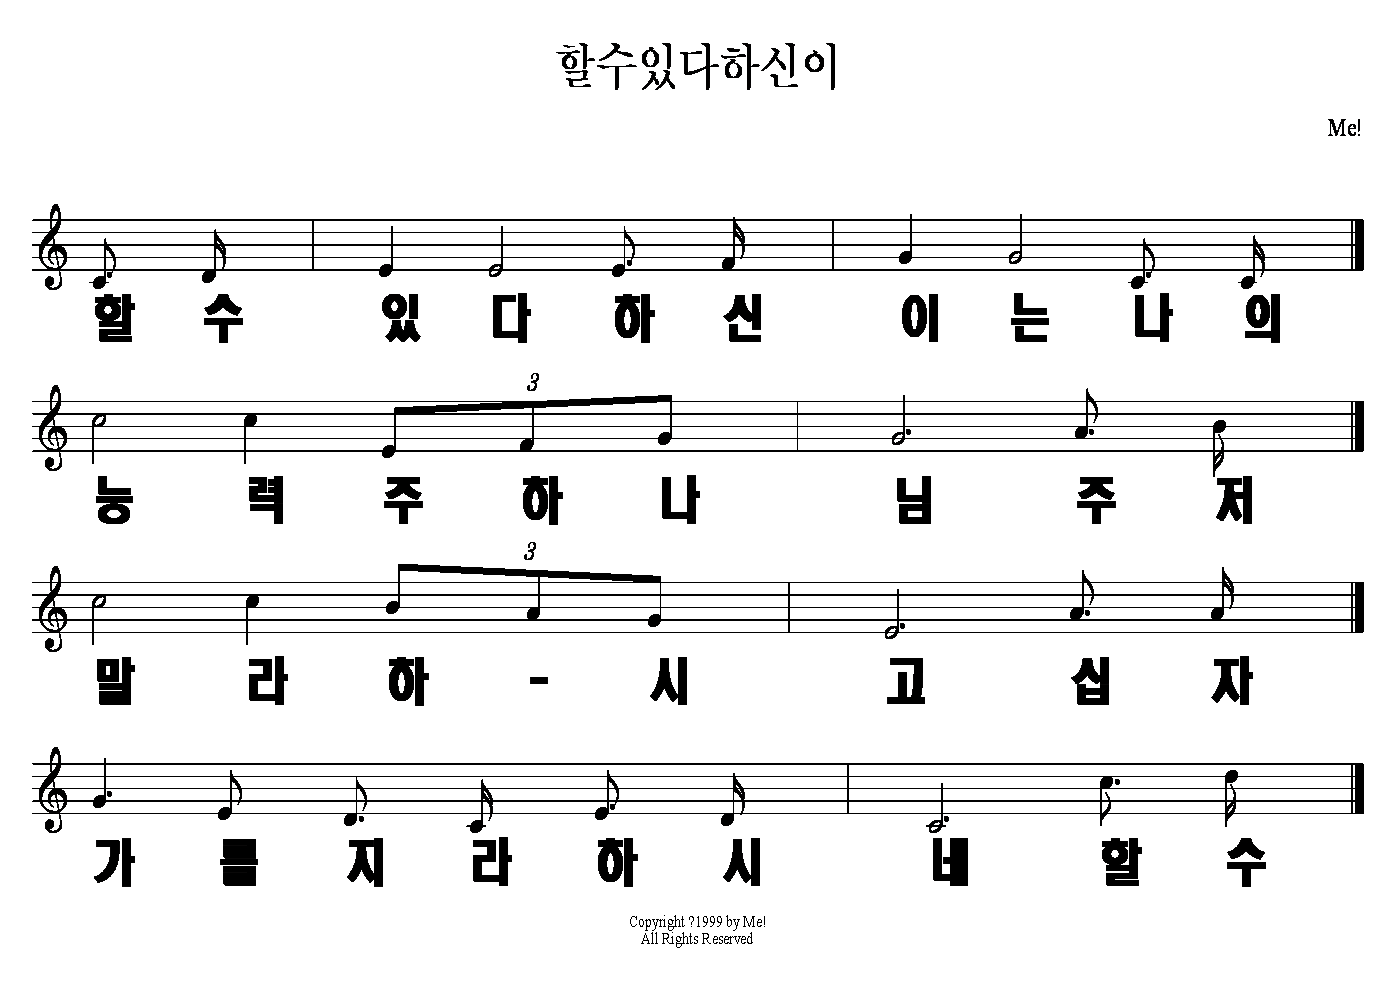 할수있다하신이
Me!
할 수 있 다 하 신 이 는 나 의
3
능 력 주 하 나 님 주 저
3
말 라 하 - 시 고 십 자
가 를 지 라 하 시 네 할 수
Copyright ?1999 by Me!
All Rights Reserved